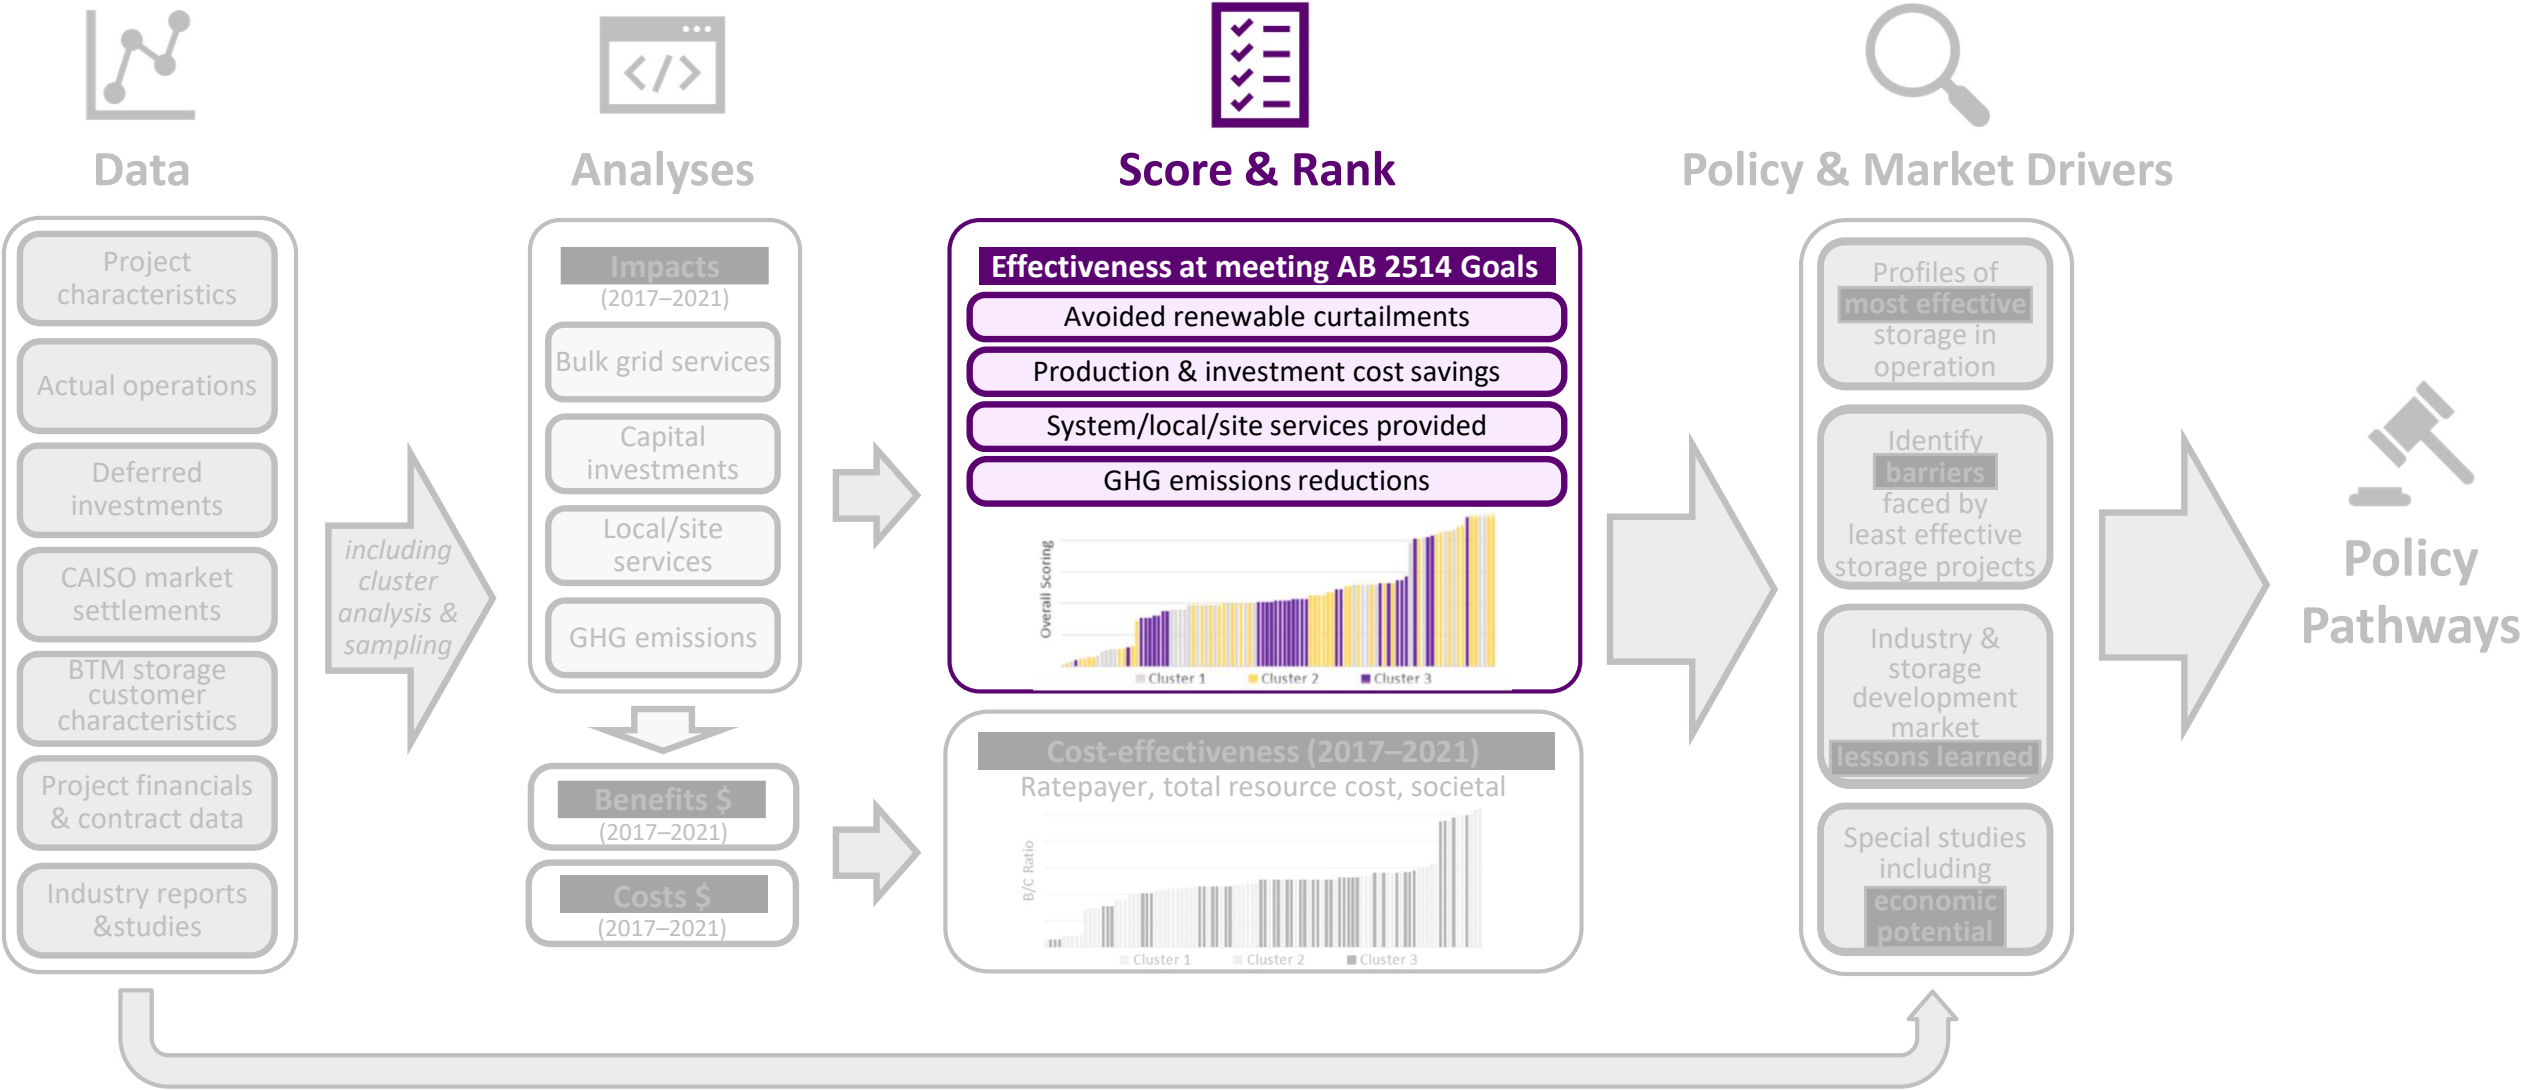 Data
Project
characteristics
Actual operations
Deferred
investments
CAISO market
settlements
BTM storage
customer
characteristics
Project financials
& contract data
Industry reports
&studies
including
cluster
analysis &
sampling
</>
Analyses
Impacts
(2017–2021)
Bulk grid services
Capital
investments
Local/site
services
GHG emissions
Benefits $
(2017–2021)
Costs $
(2017–2021)
Score & Rank
Effectiveness at meeting AB 2514 Goals
Avoided renewable curtailments
Production & investment cost savings
System/local/site services provided
GHG emissions reductions
Overall Scoring
Cluster 1 Cluster 2 Cluster 3
Cost-effectiveness (2017–2021)
Ratepayer, total resource cost, societal
B/C Ratio
Cluster 1 Cluster 2 Cluster 3
Policy & Market Drivers
Profiles of
most effective
storage in
operation
Identify
barriers
faced by
least effective
storage projects
Industry &
storage
development
market
lessons learned
Special studies
including
economic
potential
Policy
Pathways